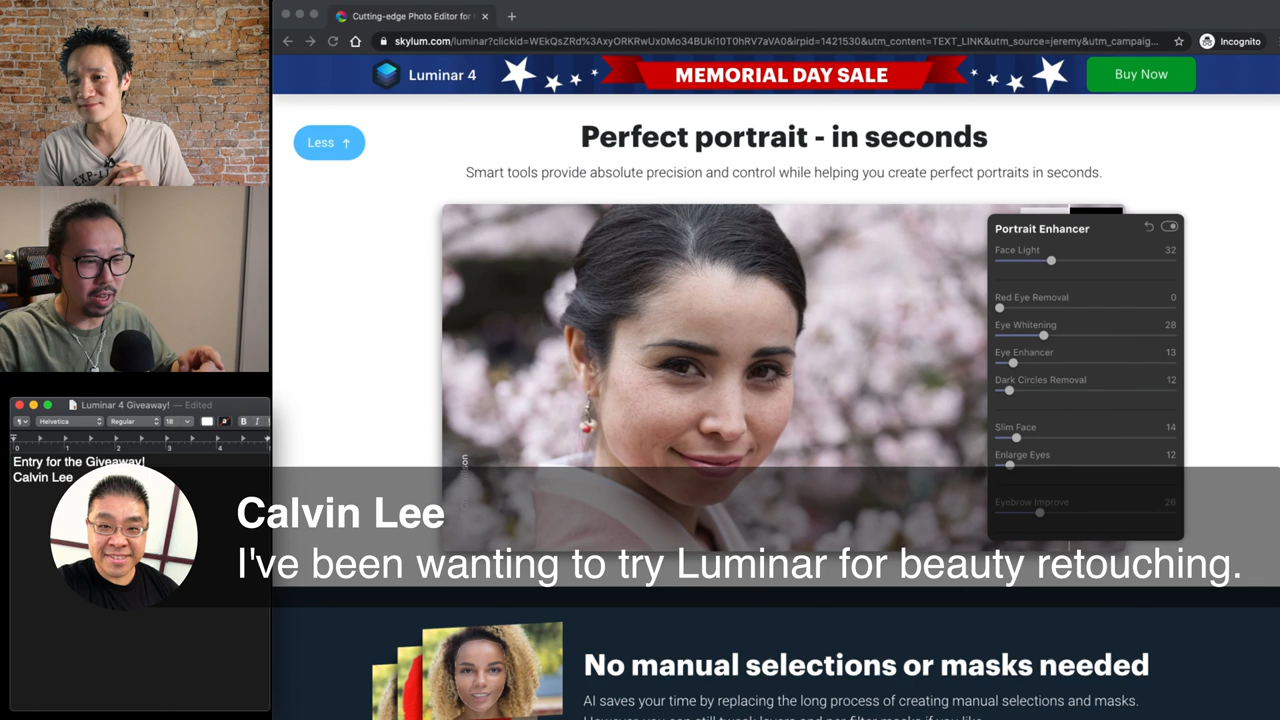 Cutting-edge Photo Editor for
skylum.com/luminar?clickid=WEkQsZRd%3AxyORKRwUx0Mo34BUki10T0hRV7aVA0&irpid=1421530&utm_content=TEXT_LINK&utm_source=jeremy&utm_campaig...
Incognito
Luminar 4
MEMORIAL DAY SALE
Buy Now
Less ↑
Perfect portrait - in seconds
Smart tools provide absolute precision and control while helping you create perfect portraits in seconds.
Portrait Enhancer
Face Light 32
Red Eye Removal 0
Eye Whitening 28
Eye Enhancer 13
Dark Circles Removal 12
Slim Face 14
Enlarge Eyes 12
Eyebrow Improve 26
Luminar 4 Giveaway! — Edited
Helvetica Regular 18 B I
0 1 2 3 4
Entry for the Giveaway!
Calvin Lee
Calvin Lee
I've been wanting to try Luminar for beauty retouching.
No manual selections or masks needed
AI saves your time by replacing the long process of creating manual selections and masks.